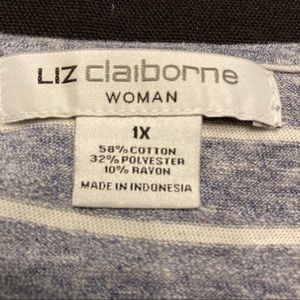 LIZ claiborne
WOMAN
1X
58% COTTON
32% POLYESTER
10% RAYON
MADE IN INDONESIA